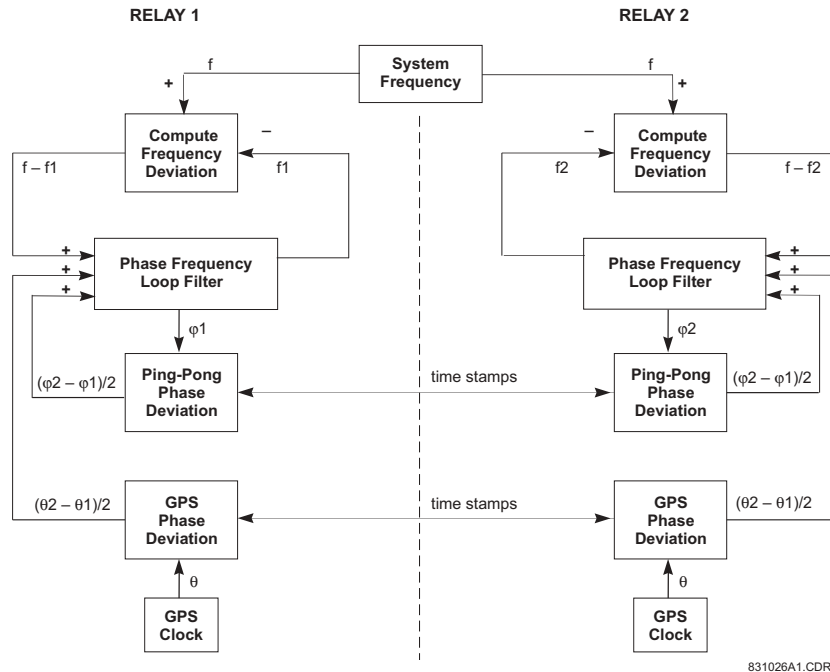 RELAY 1
RELAY 2
f
System
Frequency
f
+
+
Compute
Frequency
Deviation
–
–
Compute
Frequency
Deviation
f – f1
f1
f2
f – f2
+
+
+
Phase Frequency
Loop Filter
Phase Frequency
Loop Filter
+
+
+
φ1
φ2
(φ2 – φ1)/2
Ping-Pong
Phase
Deviation
time stamps
Ping-Pong
Phase
Deviation
(φ2 – φ1)/2
(θ2 – θ1)/2
GPS
Phase
Deviation
time stamps
GPS
Phase
Deviation
(θ2 – θ1)/2
θ
θ
GPS
Clock
GPS
Clock
831026A1.CDR